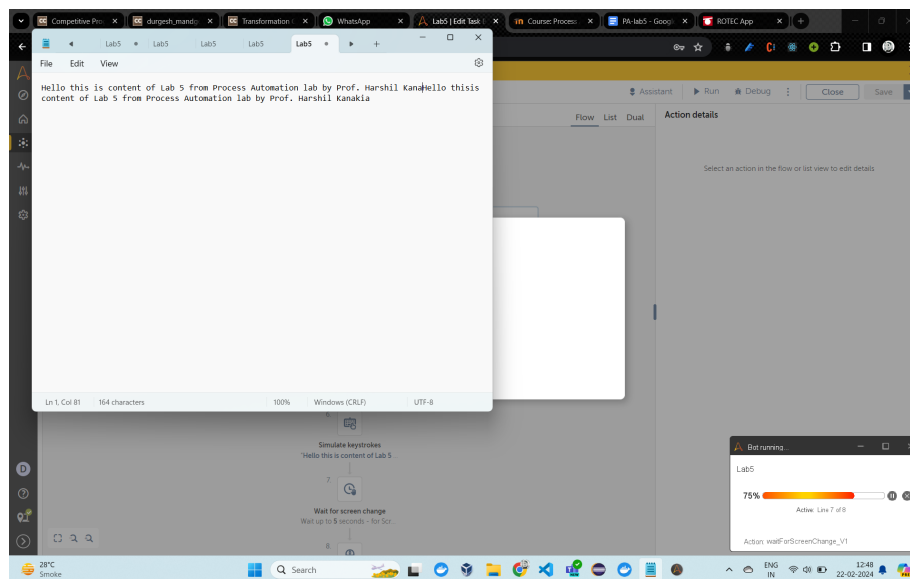 Competitive Pro
durgesh_mandg
Transformation
WhatsApp
Lab5 | Edit Task
Course: Process
PA-lab5 - Googl
ROTEC App
Lab5
Lab5
Lab5
Lab5
Lab5
File Edit View
Hello this is content of Lab 5 from Process Automation lab by Prof. Harshil KanaHello thisis
content of Lab 5 from Process Automation lab by Prof. Harshil Kanakia
Ln 1, Col 81 164 characters 100% Windows (CRLF) UTF-8
Assistant Run Debug Close Save
Flow List Dual
Action details
Select an action in the flow or list view to edit details
6.
Simulate keystrokes
"Hello this is content of Lab 5 ...
7.
Wait for screen change
Wait up to 5 seconds - for Scr...
8.
D
Bot running...
Lab5
75%
Active: Line 7 of 8
Action: waitForScreenChange_V1
28°C
Smoke
Search
ENG
IN
12:48
22-02-2024